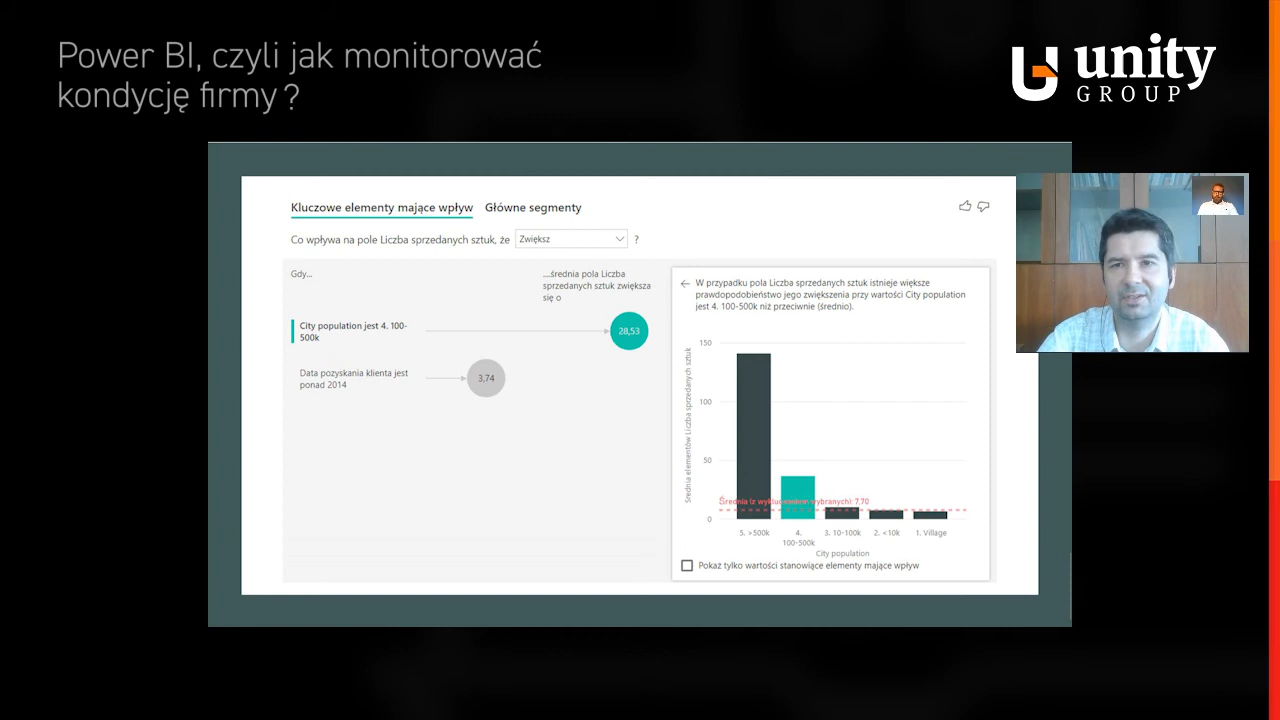 Power BI, czyli jak monitorować
kondycję firmy ?
unity
GROUP
Kluczowe elementy mające wpływ
Główne segmenty
Co wpływa na pole Liczba sprzedanych sztuk, że
Zwiększ
?
Gdy...
...średnia pola Liczba
sprzedanych sztuk zwiększa
się o
City population jest 4. 100-
500k
28,53
Data pozyskania klienta jest
ponad 2014
3,74
W przypadku pola Liczba sprzedanych sztuk istnieje większe
prawdopodobieństwo jego zwiększenia przy wartości City population
jest 4. 100-500k niż przeciwnie (średnio).
Średnia elementów Liczba sprzedanych sztuk
150
100
50
0
Średnia (z wykluczeniem wybranych): 7,70
5. >500k
4.
100-500k
3. 10-100k
2. <10k
1. Village
City population
Pokaż tylko wartości stanowiące elementy mające wpływ